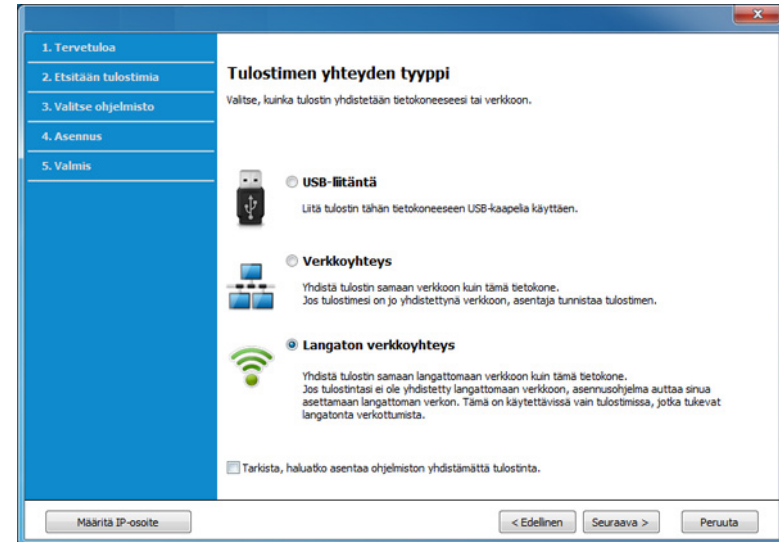 1. Tervetuloa
2. Etsitään tulostimia
3. Valitse ohjelmisto
4. Asennus
5. Valmis
Tulostimen yhteyden tyyppi
Valitse, kuinka tulostin yhdistetään tietokoneeseesi tai verkkoon.
USB-liitäntä
Liitä tulostin tähän tietokoneeseen USB-kaapelia käyttäen.
Verkkoyhteys
Yhdistä tulostin samaan verkkoon kuin tämä tietokone.
Jos tulostimesi on jo yhdistettynä verkkoon, asentaja tunnistaa tulostimen.
Langaton verkkoyhteys
Yhdistä tulostin samaan langattomaan verkkoon kuin tämä tietokone.
Jos tulostintasi ei ole yhdistetty langattomaan verkkoon, asennusohjelma auttaa sinua
asettamaan langattoman verkon. Tämä on käytettävissä vain tulostimissa, jotka tukevat
langatonta verkottumista.
Tarkista, haluatko asentaa ohjelmiston yhdistämättä tulostinta.
Määritä IP-osoite
< Edellinen
Seuraava >
Peruuta